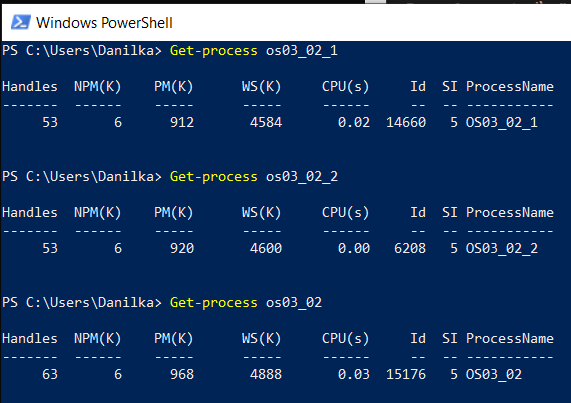 Windows PowerShell
PS C:\Users\Danilka> Get-process os03_02_1
Handles  NPM(K)    PM(K)      WS(K)     CPU(s)     Id  SI ProcessName
-------  ------    -----      -----     ------     --  -- -----------
     53       6      912       4584       0.02  14660   5 OS03_02_1
PS C:\Users\Danilka> Get-process os03_02_2
Handles  NPM(K)    PM(K)      WS(K)     CPU(s)     Id  SI ProcessName
-------  ------    -----      -----     ------     --  -- -----------
     53       6      920       4600       0.00   6208   5 OS03_02_2
PS C:\Users\Danilka> Get-process os03_02
Handles  NPM(K)    PM(K)      WS(K)     CPU(s)     Id  SI ProcessName
-------  ------    -----      -----     ------     --  -- -----------
     63       6      968       4888       0.03  15176   5 OS03_02